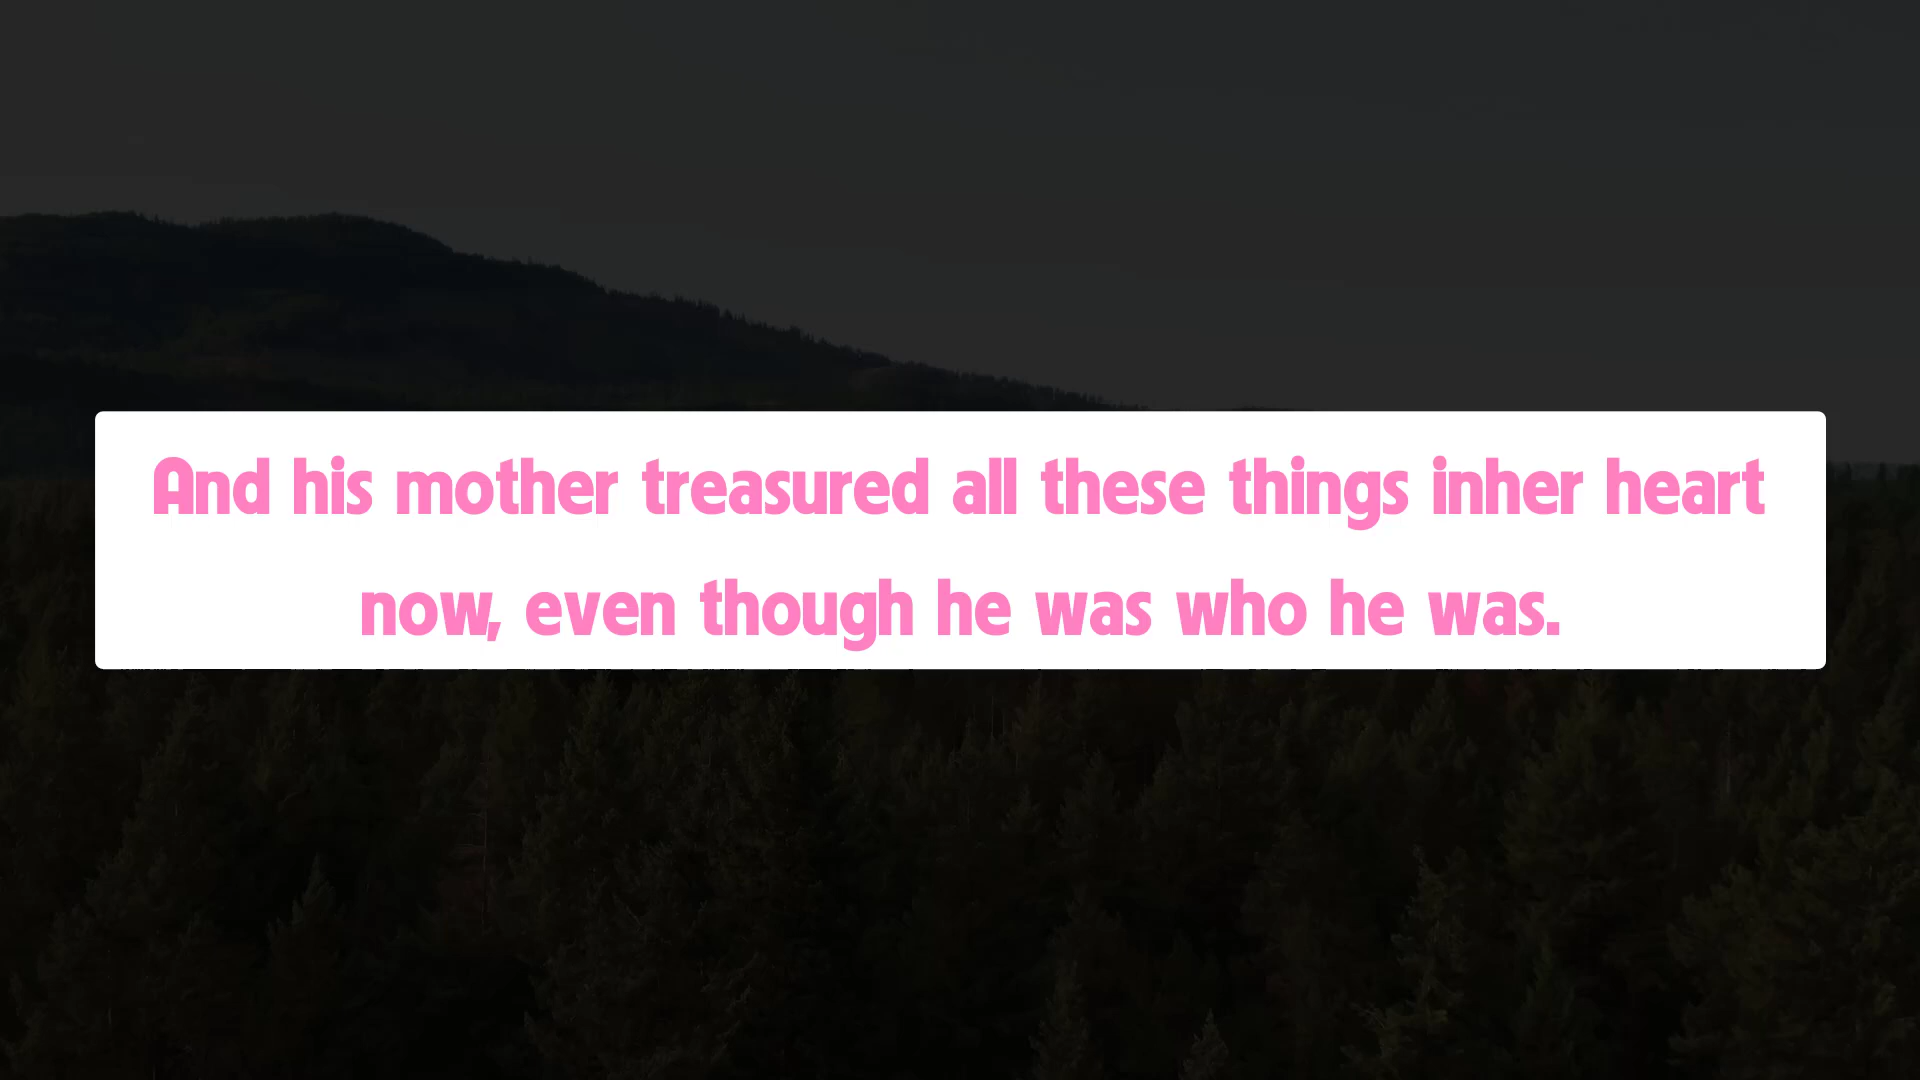 And his mother treasured all these things inher heart
now, even though he was who he was.